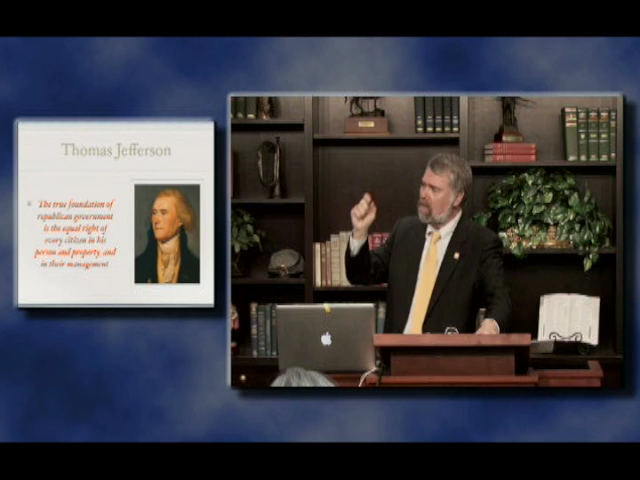 Thomas Jefferson
The true foundation of
republican government
is the equal right of
every citizen in his
person and property, and
in their management